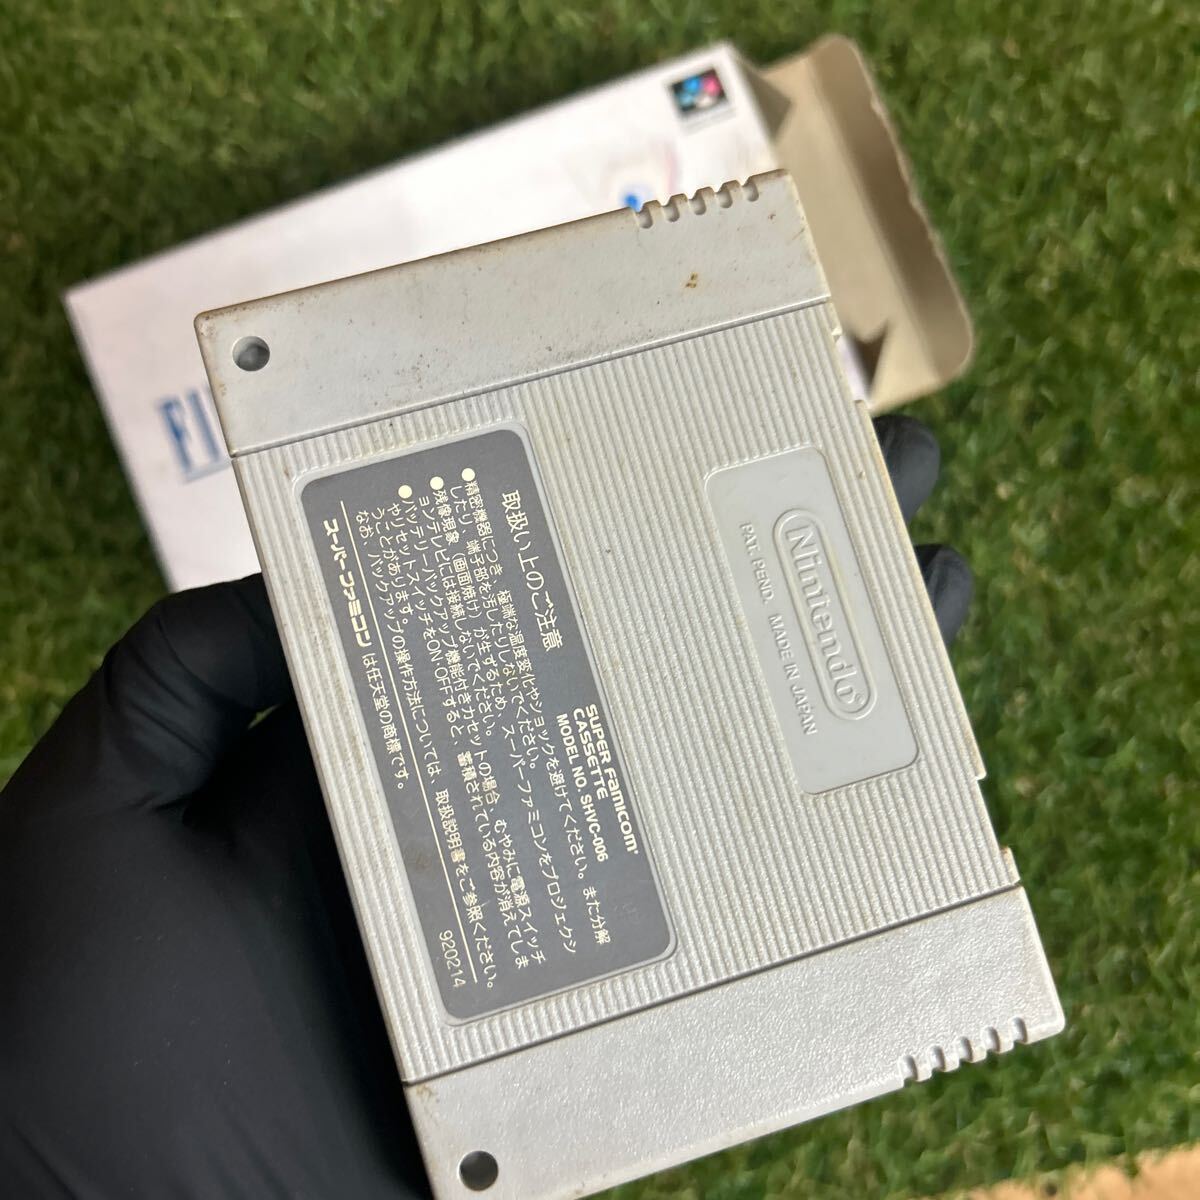 FI
Nintendo®
PAT. PEND. MADE IN JAPAN
SUPER Famicom
CASSETTE
MODEL NO. SHVC-006
取扱い上のご注意
●精密機器につき、極端な温度変化やショックを避けてください。また分解
したり、端子部を汚したりしないでください。
●残像現象(画面焼け)が生ずるため、スーパーファミコンをプロジェクシ
ョンテレビには接続しないでください。
●バッテリーバックアップ機能付きカセットの場合、むやみに電源スイッチ
やリセットスイッチをON・OFFすると、蓄積されている内容が消えてしま
うことがあります。
なお、バックアップの操作方法については、取扱説明書をご参照ください。
スーパーファミコンは任天堂の商標です。
920214